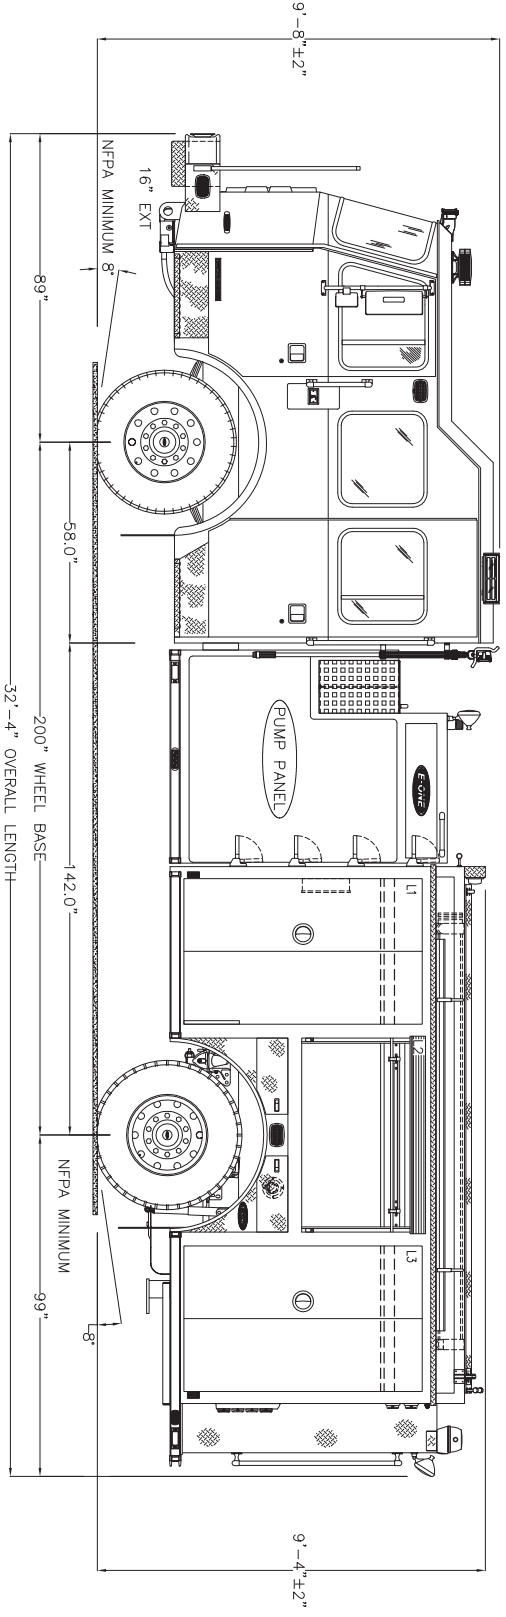 9'-8"±2"
16" EXT
NFPA MINIMUM 8°
89"
58.0"
200" WHEEL BASE
32'-4" OVERALL LENGTH
142.0"
PUMP PANEL
E-ONE
L1
L2
L3
NFPA MINIMUM
8°
99"
9'-4"±2"